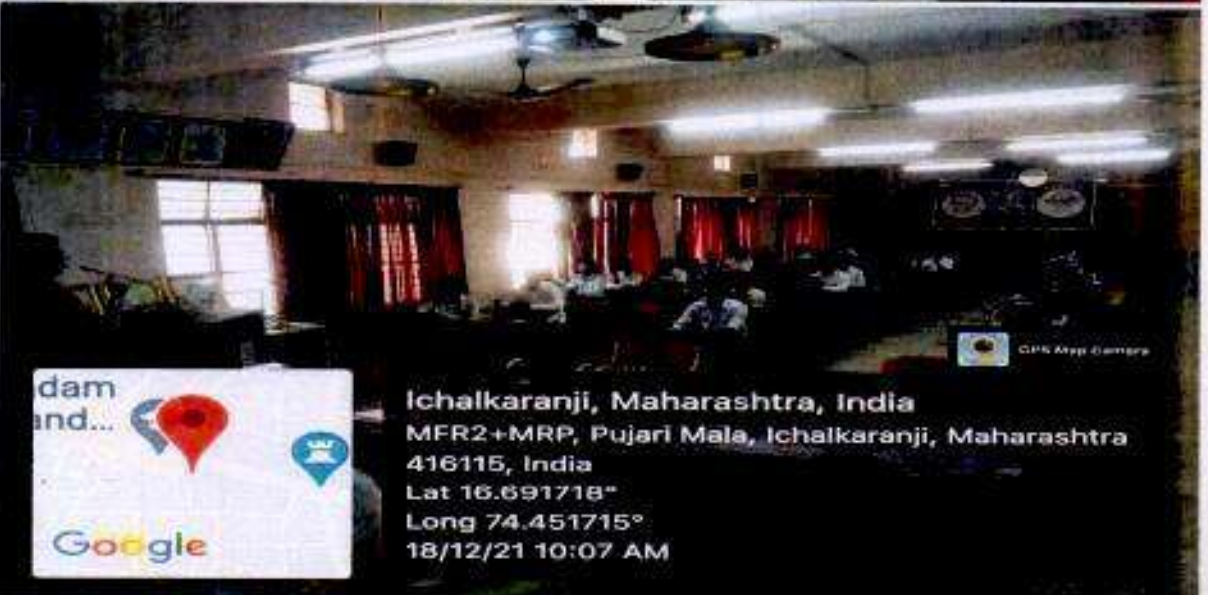 GPS Map Camera
dam
and...
Google
Ichalkaranji, Maharashtra, India
MFR2+MRP, Pujari Mala, Ichalkaranji, Maharashtra
416115, India
Lat 16.691718°
Long 74.451715°
18/12/21 10:07 AM